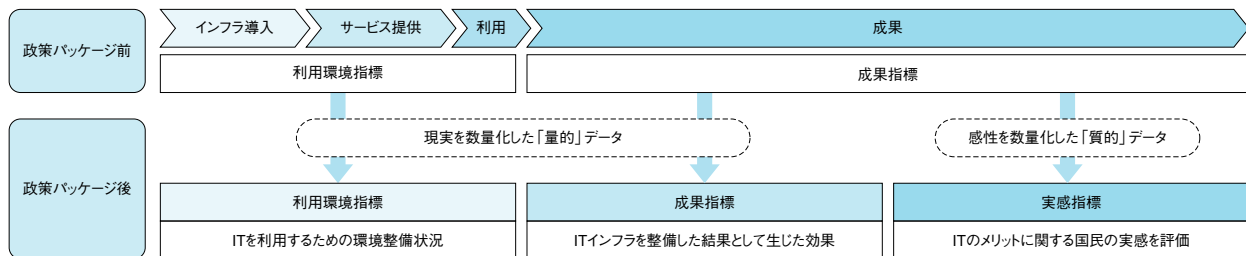 政策パッケージ前
インフラ導入
サービス提供
利用
成果
利用環境指標
成果指標
政策パッケージ後
現実を数量化した「量的」データ
感性を数量化した「質的」データ
利用環境指標
成果指標
実感指標
ITを利用するための環境整備状況
ITインフラを整備した結果として生じた効果
ITのメリットに関する国民の実感を評価